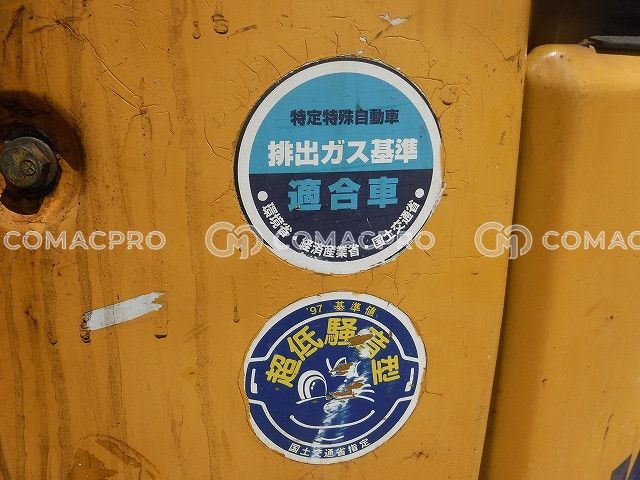 特定特殊自動車
排出ガス基準
適合車
・環境省・経済産業省・国土交通省・
COMACPRO COMACPRO COMAC
'97 基準値
超低騒音型
国土交通省指定